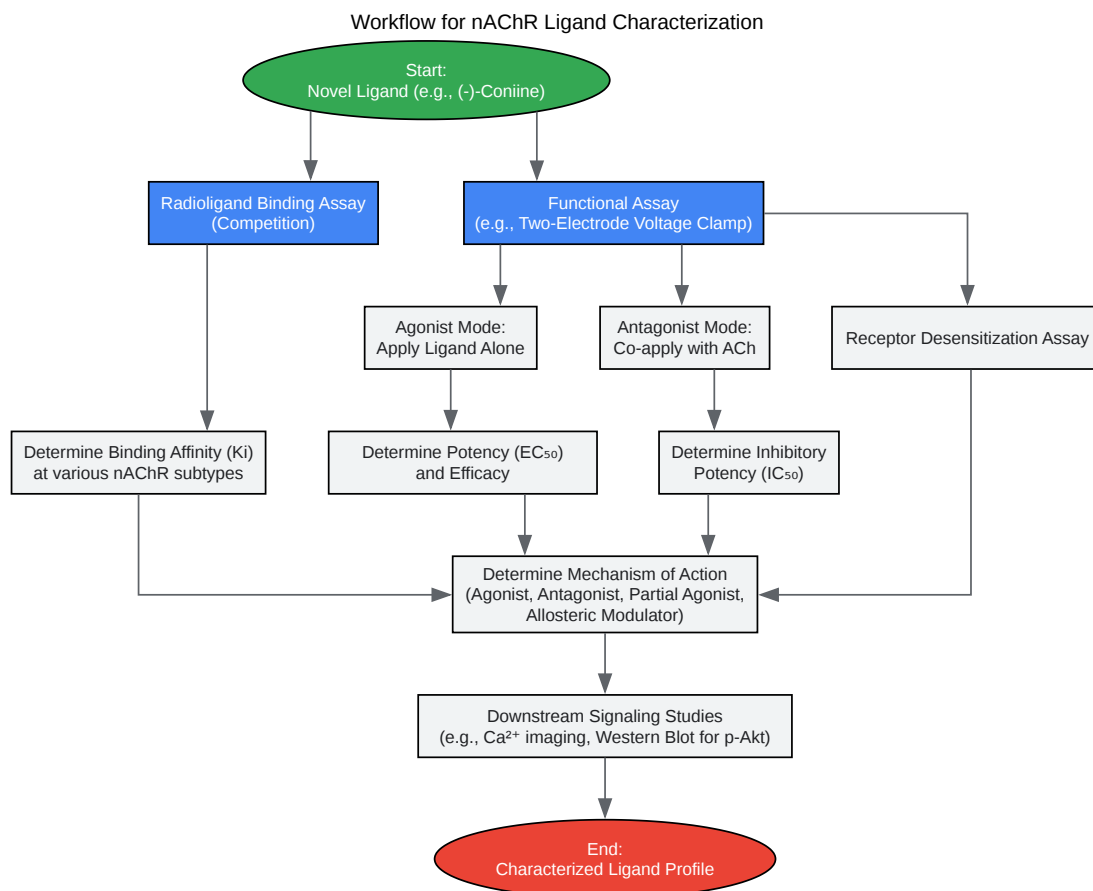 Workflow for nAChR Ligand Characterization
Start:
Novel Ligand (e.g., (-)-Coniine)
Radioligand Binding Assay
(Competition)
Functional Assay
(e.g., Two-Electrode Voltage Clamp)
Agonist Mode:
Apply Ligand Alone
Antagonist Mode:
Co-apply with ACh
Receptor Desensitization Assay
Determine Binding Affinity (Ki)
at various nAChR subtypes
Determine Potency (EC₅₀)
and Efficacy
Determine Inhibitory
Potency (IC₅₀)
Determine Mechanism of Action
(Agonist, Antagonist, Partial Agonist,
Allosteric Modulator)
Downstream Signaling Studies
(e.g., Ca²⁺ imaging, Western Blot for p-Akt)
End:
Characterized Ligand Profile